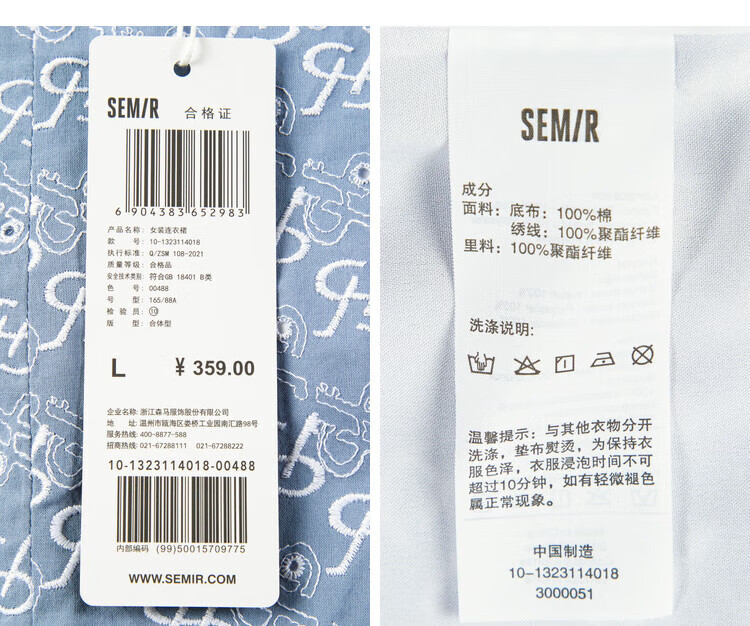 SEMIR 合格证
6 904383 652983
产品名称: 女装连衣裙
款 号: 10-1323114018
执行标准: Q/ZSM 108-2021
质量等级: 合格品
安全技术类别: 符合GB 18401 B类
色 号: 00488
号 型: 165/88A
检 验 员: ⑩
版 型: 合体型
L ¥ 359.00
企业名称: 浙江森马服饰股份有限公司
地 址: 温州市瓯海区娄桥工业园南汇路98号
服务热线: 400-8877-588
招商热线: 021-67288111 021-67288222
10-1323114018-00488
内部编码 (99)50015709775
WWW.SEMIR.COM
SEMIR
成分
面料: 底布: 100%棉
绣线: 100%聚酯纤维
里料: 100%聚酯纤维
洗涤说明:
温馨提示: 与其他衣物分开
洗涤, 垫布熨烫, 为保持衣
服色泽, 衣服浸泡时间不可
超过10分钟, 如有轻微褪色
属正常现象。
中国制造
10-1323114018
3000051